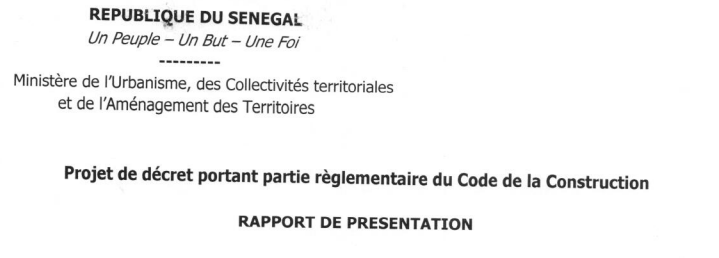 REPUBLIQUE DU SENEGAL
Un Peuple – Un But – Une Foi
---------
Ministère de l'Urbanisme, des Collectivités territoriales
et de l'Aménagement des Territoires
Projet de décret portant partie règlementaire du Code de la Construction
RAPPORT DE PRESENTATION